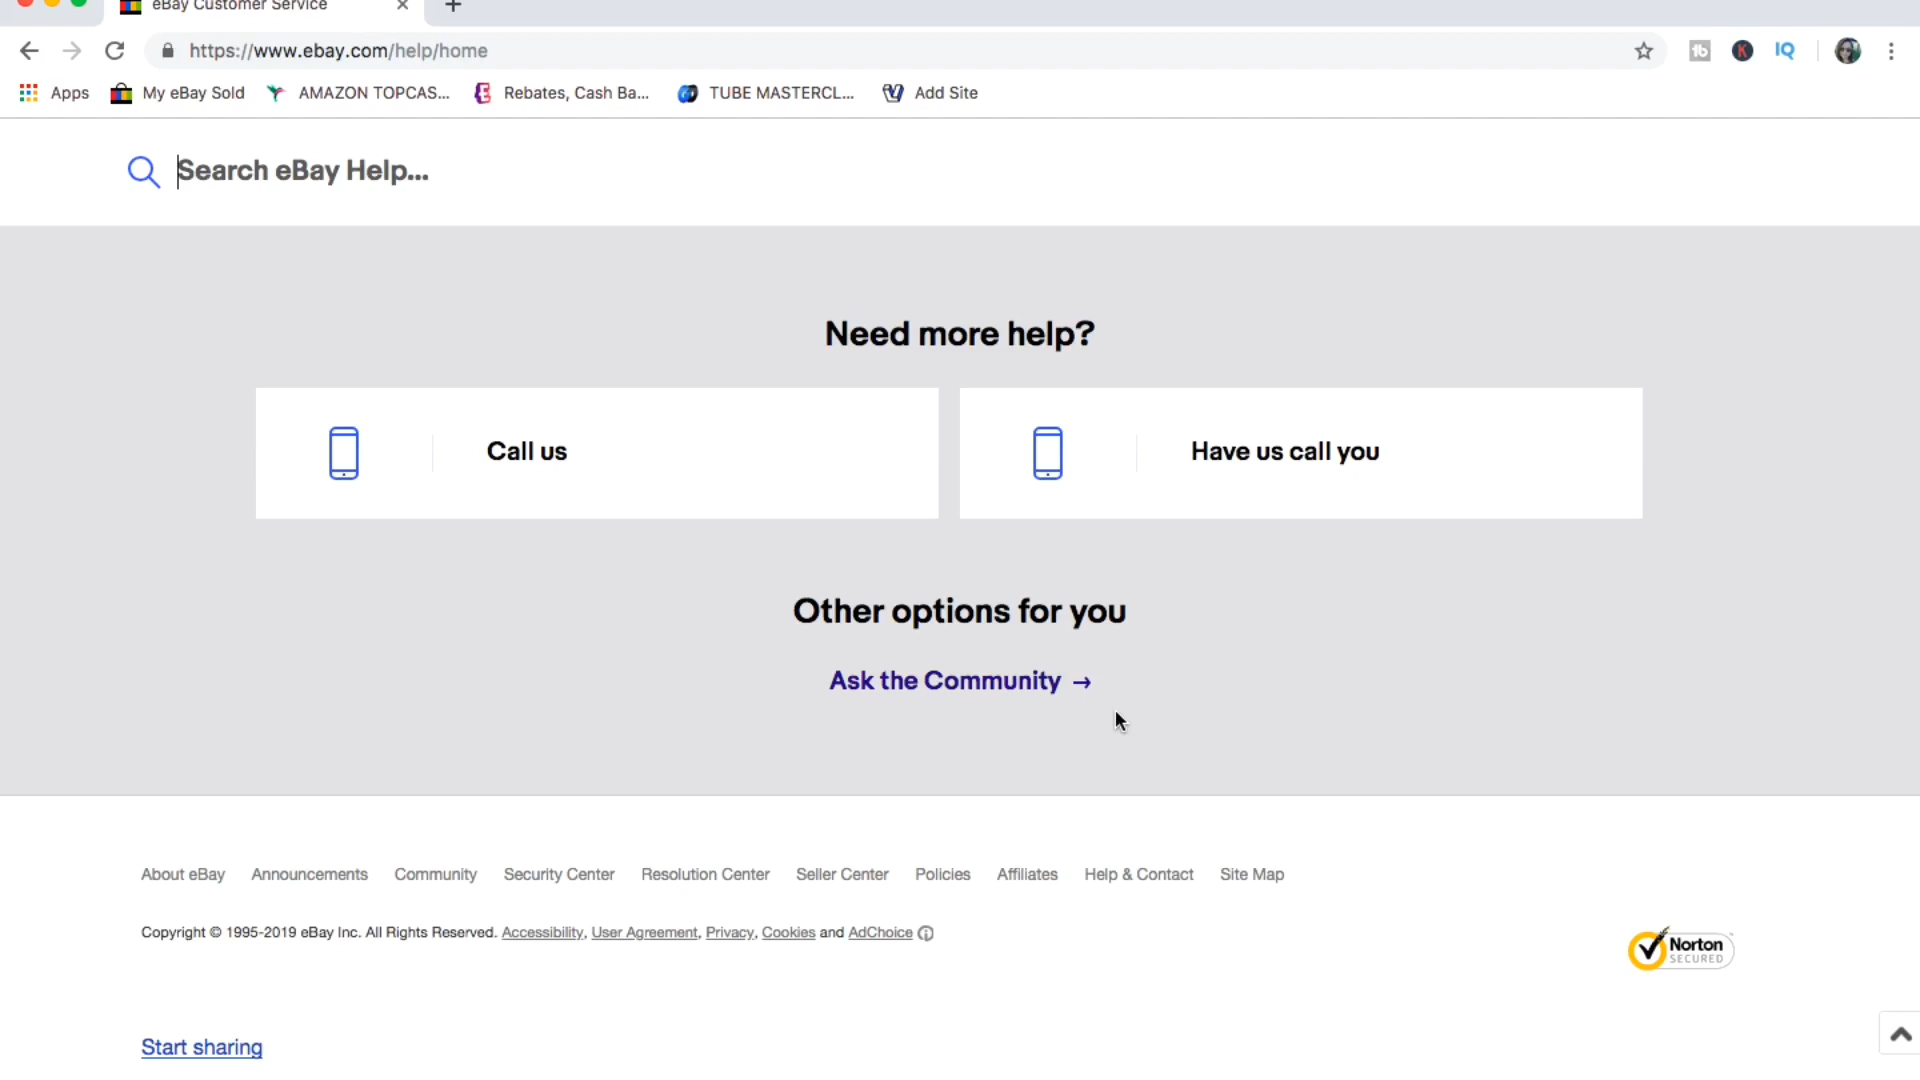 eBay Customer Service
https://www.ebay.com/help/home
Apps My eBay Sold AMAZON TOPCAS... Rebates, Cash Ba... TUBE MASTERCL... Add Site
Search eBay Help...
Need more help?
Call us Have us call you
Other options for you
Ask the Community →
About eBay Announcements Community Security Center Resolution Center Seller Center Policies Affiliates Help & Contact Site Map
Copyright © 1995-2019 eBay Inc. All Rights Reserved. Accessibility, User Agreement, Privacy, Cookies and AdChoice
Norton
SECURED
Start sharing
tb K IQ